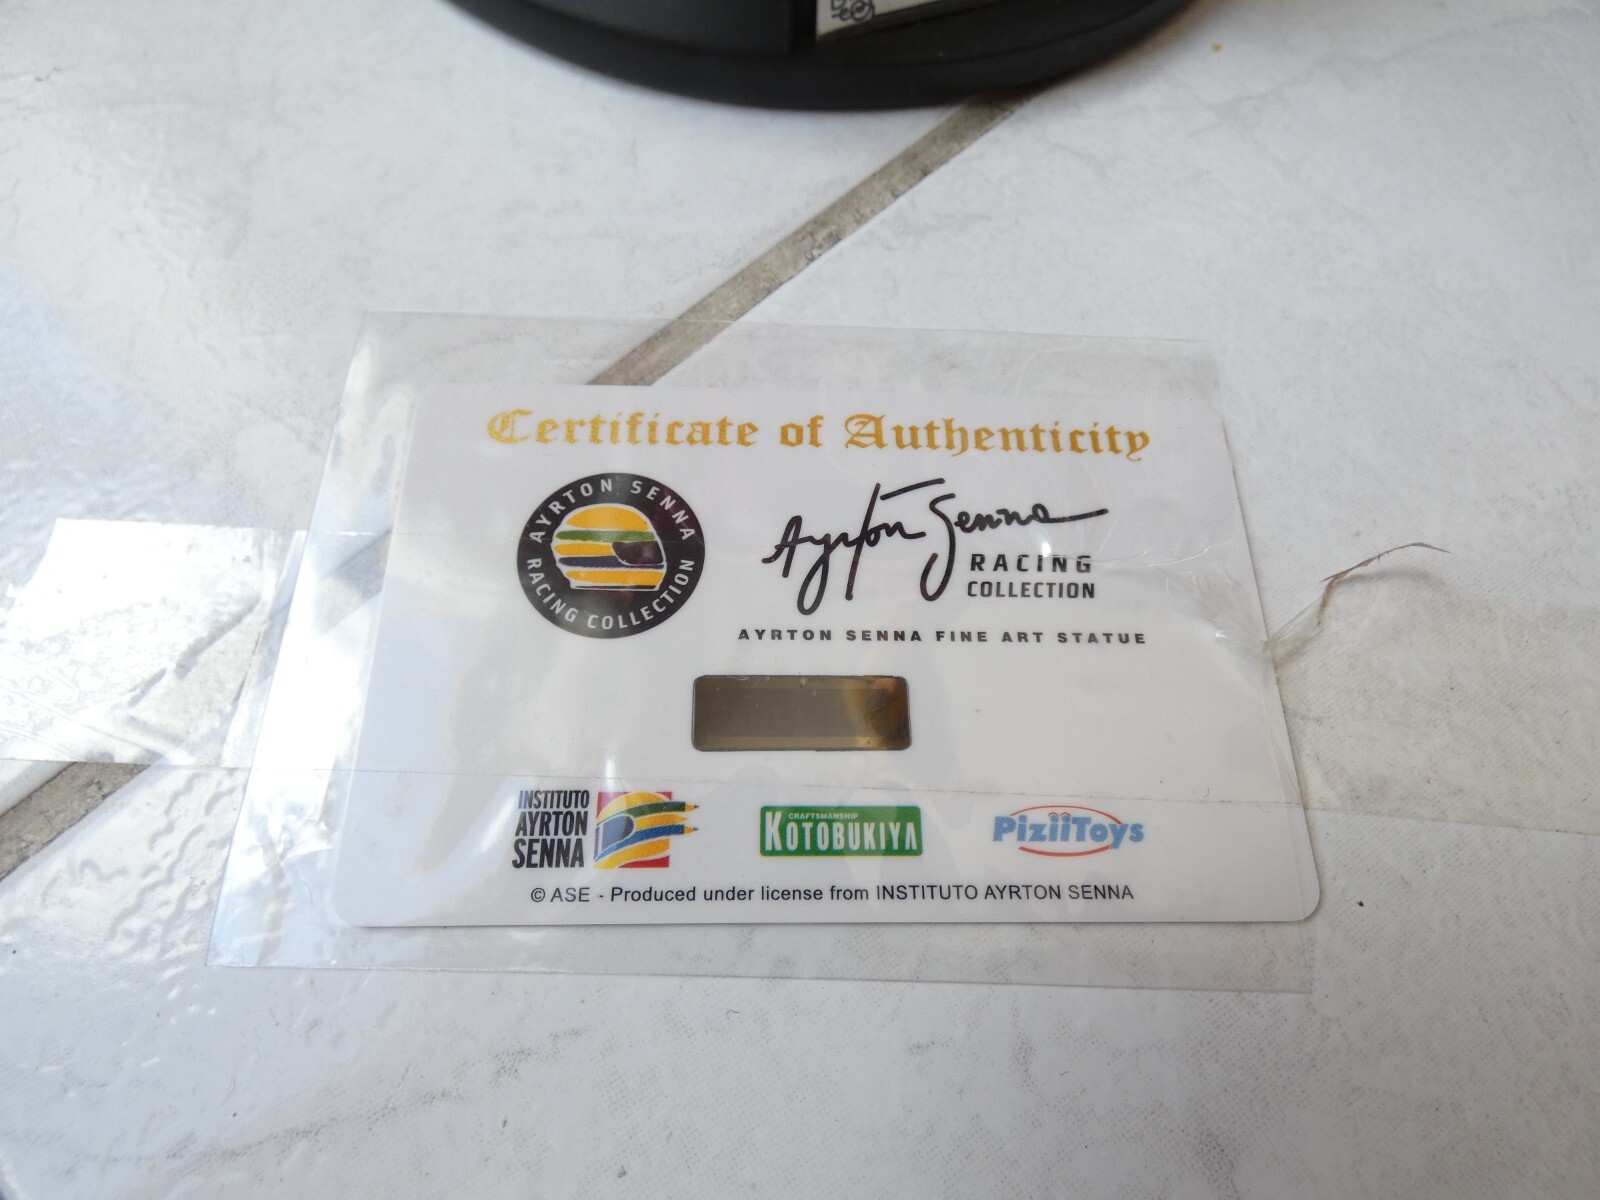 Certificate of Authenticity
AYRTON SENNA
RACING COLLECTION
Ayrton Senna
RACING
COLLECTION
AYRTON SENNA FINE ART STATUE
INSTITUTO
AYRTON
SENNA
CRAFTSMANSHIP
KOTOBUKIYA
PiziiToys
© ASE - Produced under license from INSTITUTO AYRTON SENNA